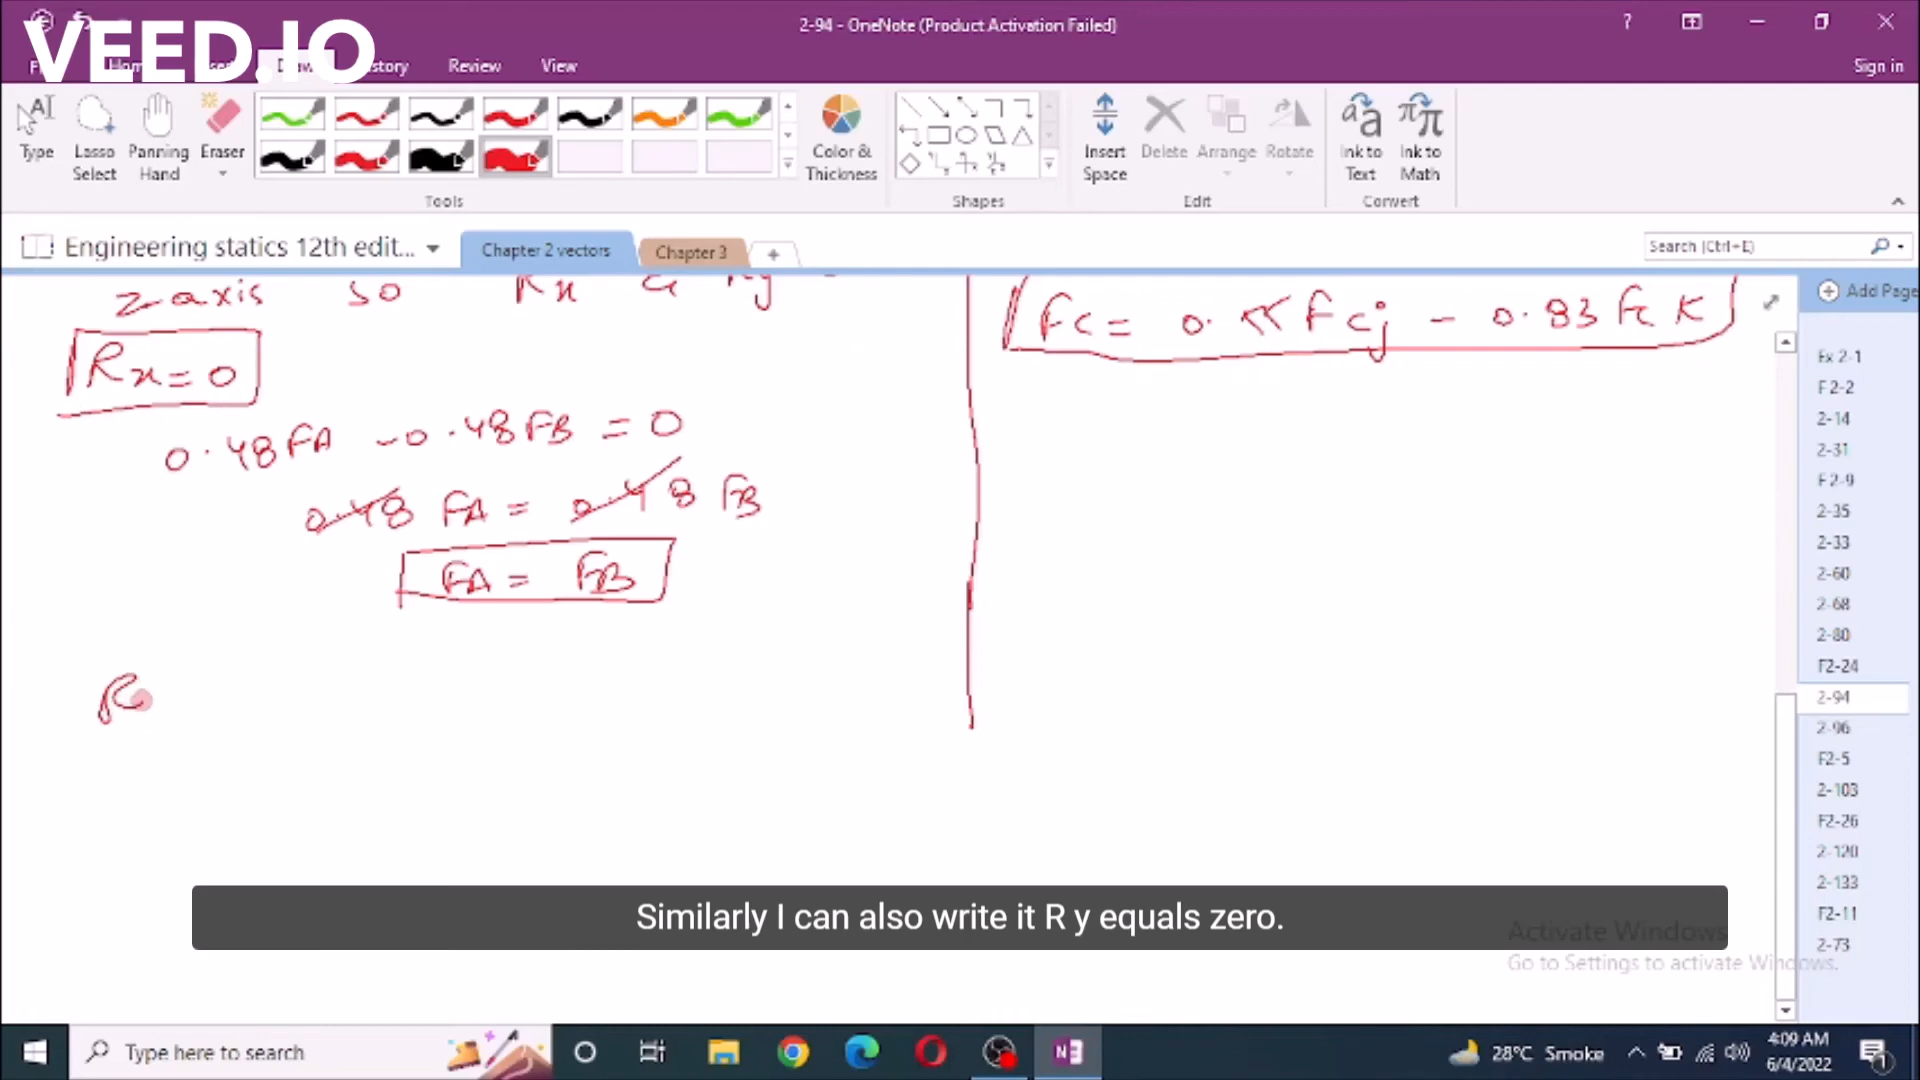 VEED.IO
2-94 - OneNote (Product Activation Failed)
Sign in
Review View
Type
Lasso Select
Panning Hand
Eraser
Color & Thickness
Insert Space
Delete
Arrange
Rotate
Ink to Text
Ink to Math
Tools
Shapes
Edit
Convert
Engineering statics 12th edit...
Chapter 2 vectors
Chapter 3
Search (Ctrl+E)
Add Page
z axis so Rx &
Rx = 0
0.48 FA - 0.48 FB = 0
0.48 FA = 0.48 FB
FA = FB
R
Fc = 0.55 Fcj - 0.83 Fc K
Ex 2-1
F 2-2
2-14
2-31
F 2-9
2-35
2-33
2-60
2-68
2-80
F2-24
2-94
2-96
F2-5
2-103
F2-26
2-120
2-133
F2-11
2-73
Similarly I can also write it R y equals zero.
Activate Windows
Go to Settings to activate Windows.
Type here to search
28°C Smoke
4:09 AM
6/4/2022